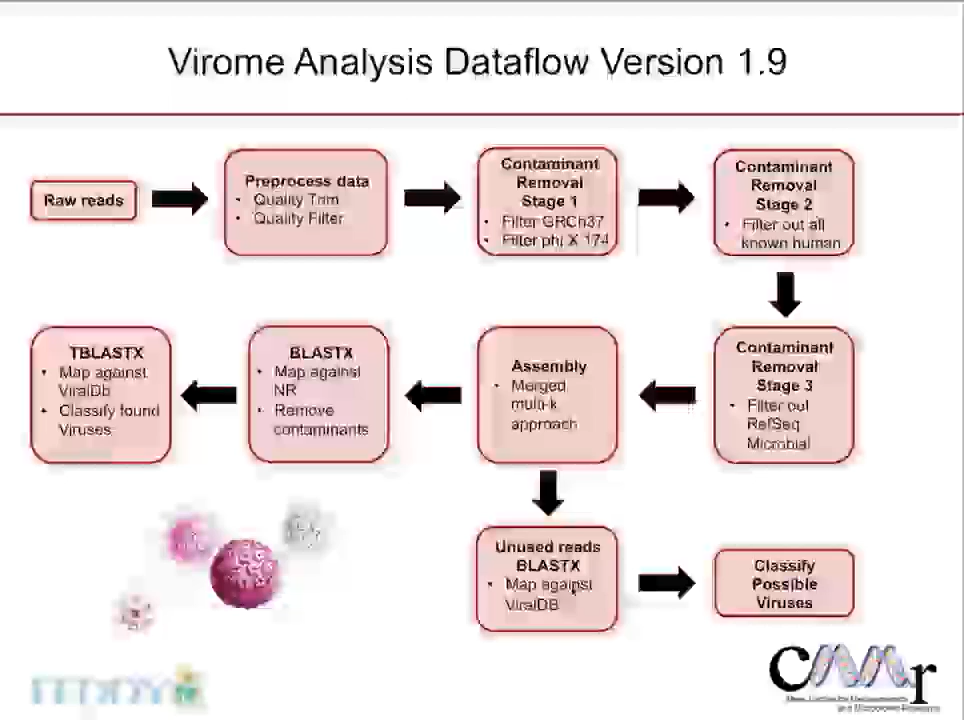 Virome Analysis Dataflow Version 1.9
Raw reads
Preprocess data
• Quality Trim
• Quality Filter
Contaminant
Removal
Stage 1
• Filter GRCh37
• Filter phi X 174
Contaminant
Removal
Stage 2
• Filter out all
known human
TBLASTX
• Map against
ViralDb
• Classify found
Viruses
BLASTX
• Map against
NR
• Remove
contaminants
Assembly
• Merged
multi-k
approach
Contaminant
Removal
Stage 3
• Filter out
RefSeq
Microbial
Unused reads
BLASTX
• Map against
ViralDB
Classify
Possible
Viruses